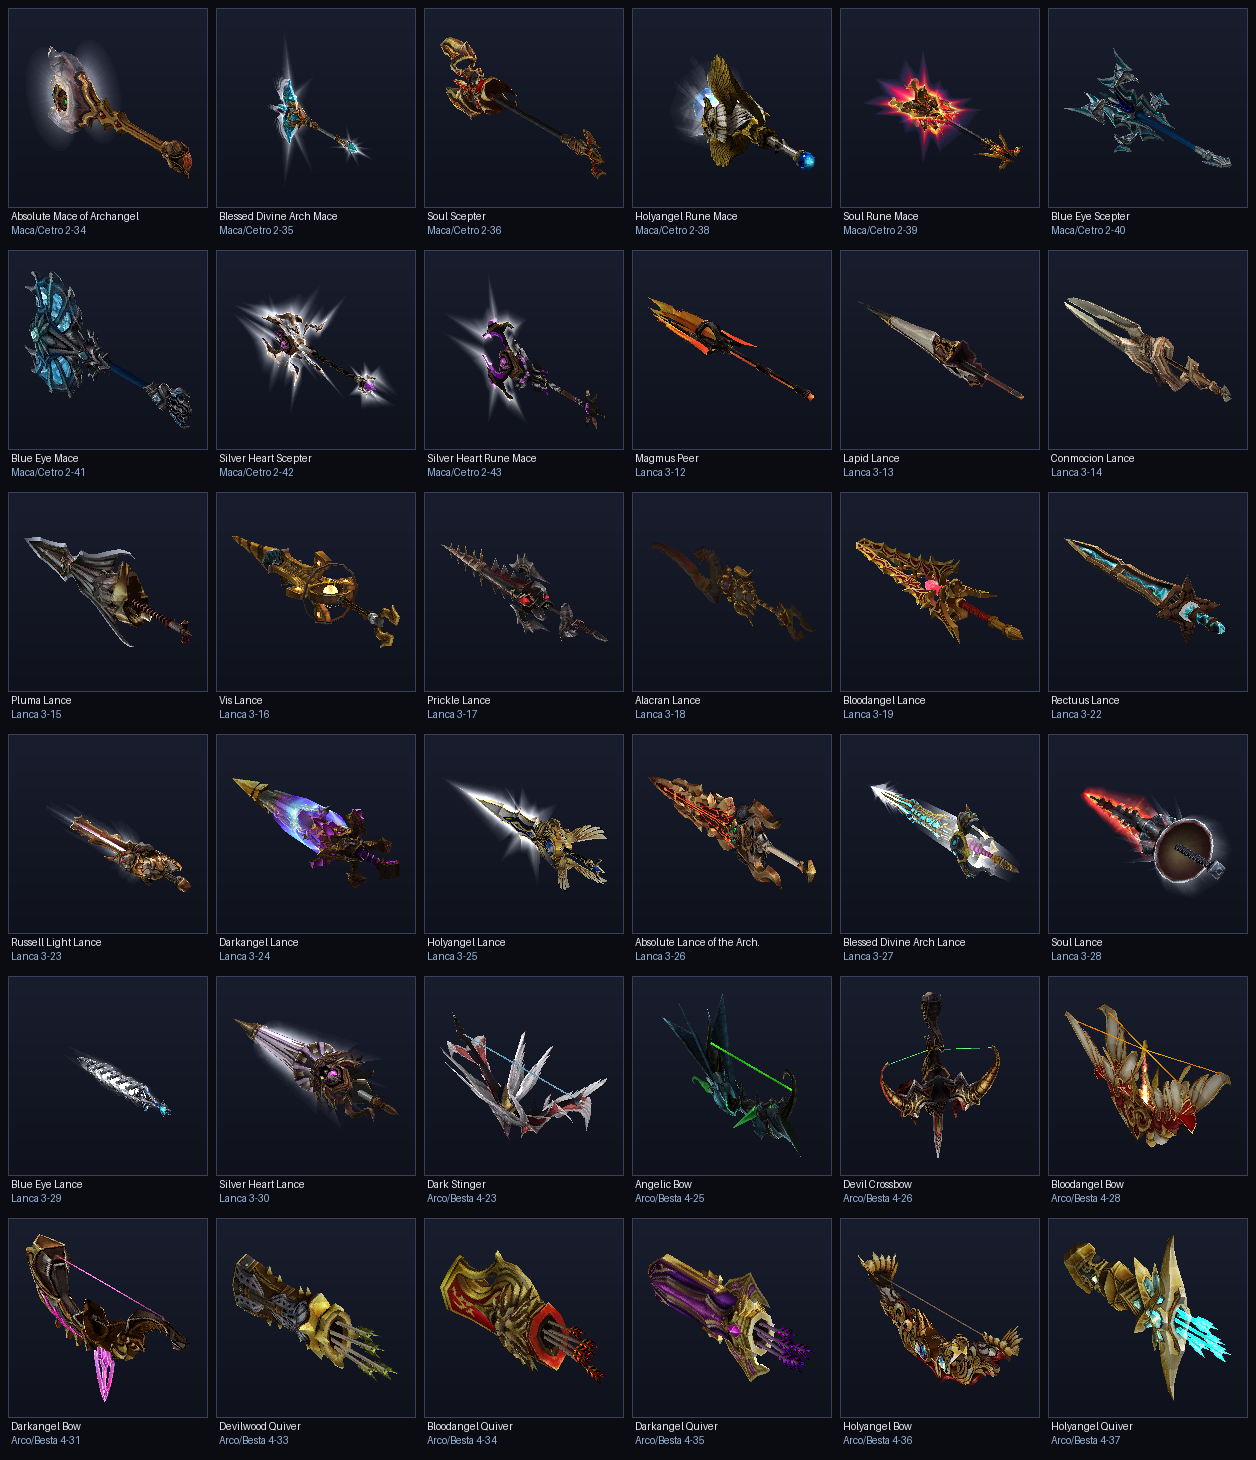 Absolute Mace of Archangel
Maca/Cetro 2-34
Blessed Divine Arch Mace
Maca/Cetro 2-35
Soul Scepter
Maca/Cetro 2-36
Holyangel Rune Mace
Maca/Cetro 2-38
Soul Rune Mace
Maca/Cetro 2-39
Blue Eye Scepter
Maca/Cetro 2-40
Blue Eye Mace
Maca/Cetro 2-41
Silver Heart Scepter
Maca/Cetro 2-42
Silver Heart Rune Mace
Maca/Cetro 2-43
Magmus Peer
Lanca 3-12
Lapid Lance
Lanca 3-13
Conmocion Lance
Lanca 3-14
Pluma Lance
Lanca 3-15
Vis Lance
Lanca 3-16
Prickle Lance
Lanca 3-17
Alacran Lance
Lanca 3-18
Bloodangel Lance
Lanca 3-19
Rectuus Lance
Lanca 3-22
Russell Light Lance
Lanca 3-23
Darkangel Lance
Lanca 3-24
Holyangel Lance
Lanca 3-25
Absolute Lance of the Arch.
Lanca 3-26
Blessed Divine Arch Lance
Lanca 3-27
Soul Lance
Lanca 3-28
Blue Eye Lance
Lanca 3-29
Silver Heart Lance
Lanca 3-30
Dark Stinger
Arco/Besta 4-23
Angelic Bow
Arco/Besta 4-25
Devil Crossbow
Arco/Besta 4-26
Bloodangel Bow
Arco/Besta 4-28
Darkangel Bow
Arco/Besta 4-31
Devilwood Quiver
Arco/Besta 4-33
Bloodangel Quiver
Arco/Besta 4-34
Darkangel Quiver
Arco/Besta 4-35
Holyangel Bow
Arco/Besta 4-36
Holyangel Quiver
Arco/Besta 4-37